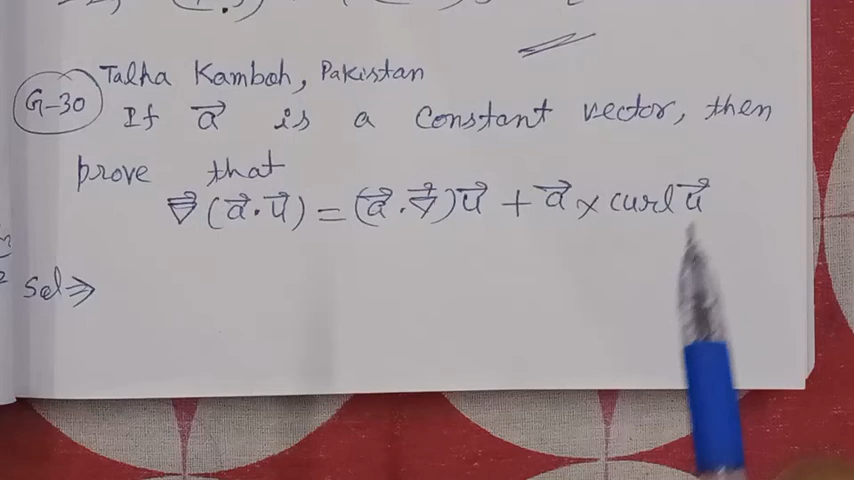 Talha Kamboh, Pakistan
G-30 If a⃗ is a constant vector, then
prove that
∇⃗(a⃗·u⃗) = (a⃗·∇⃗)u⃗ + a⃗ × curl u⃗
Sol⇒